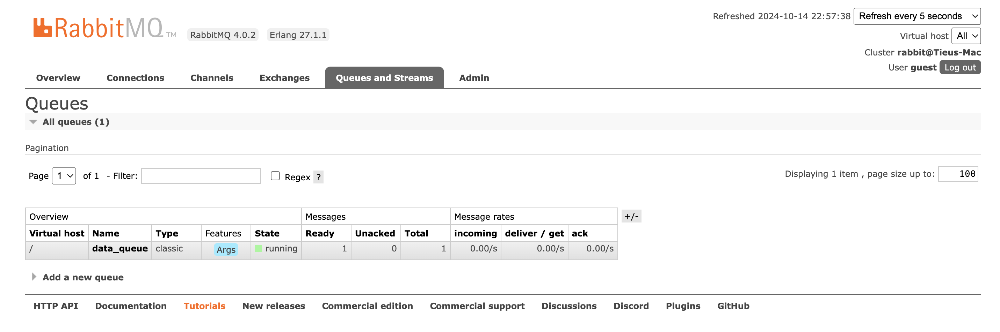 Refreshed 2024-10-14 22:57:38 Refresh every 5 seconds
RabbitMQ TM RabbitMQ 4.0.2 Erlang 27.1.1
Virtual host All
Cluster rabbit@Tieus-Mac
User guest Log out
Overview Connections Channels Exchanges Queues and Streams Admin
Queues
All queues (1)
Pagination
Page 1 of 1 - Filter: Regex ? Displaying 1 item , page size up to: 100
Overview Messages Message rates +/-
Virtual host Name Type Features State Ready Unacked Total incoming deliver / get ack
/ data_queue classic Args running 1 0 1 0.00/s 0.00/s 0.00/s
Add a new queue
HTTP API Documentation Tutorials New releases Commercial edition Commercial support Discussions Discord Plugins GitHub